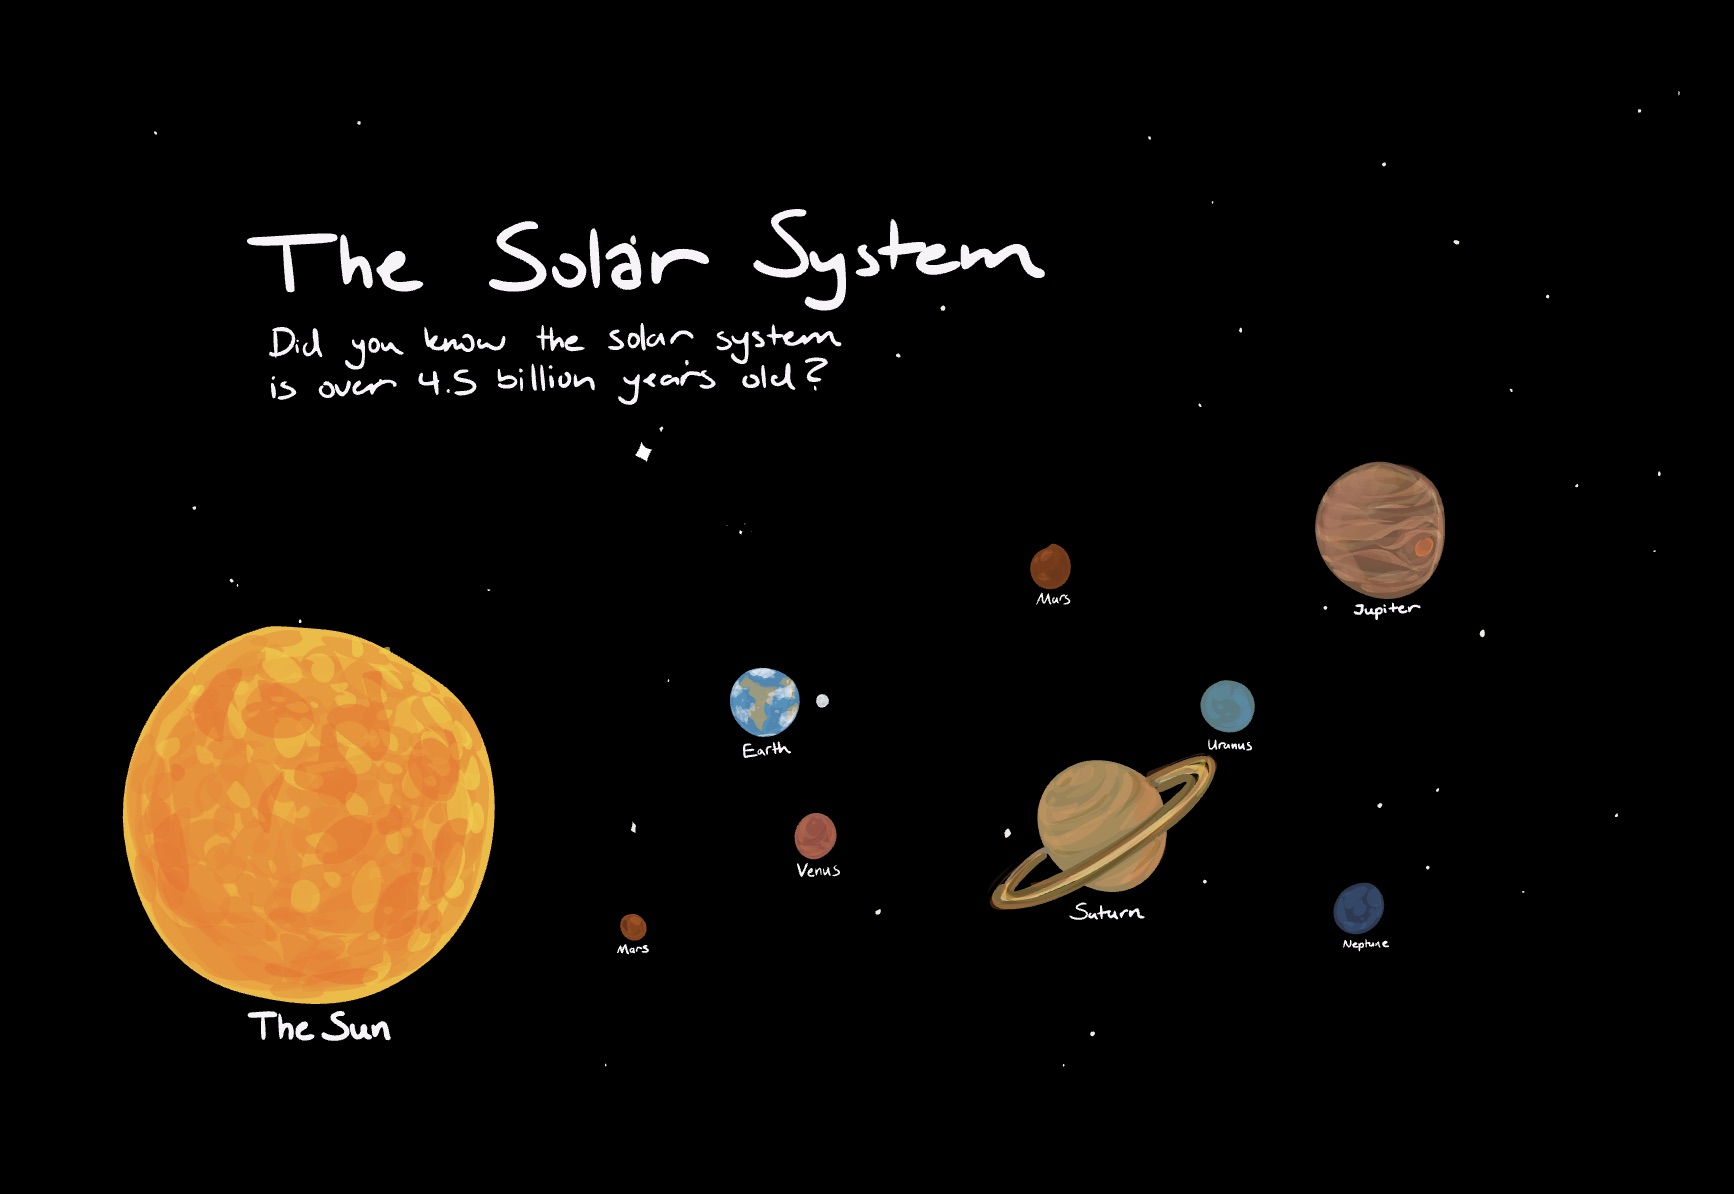 The Solar System
Did you know the solar system
is over 4.5 billion years old?
Mars
Jupiter
Earth
Uranus
Venus
Saturn
Mars
Neptune
The Sun